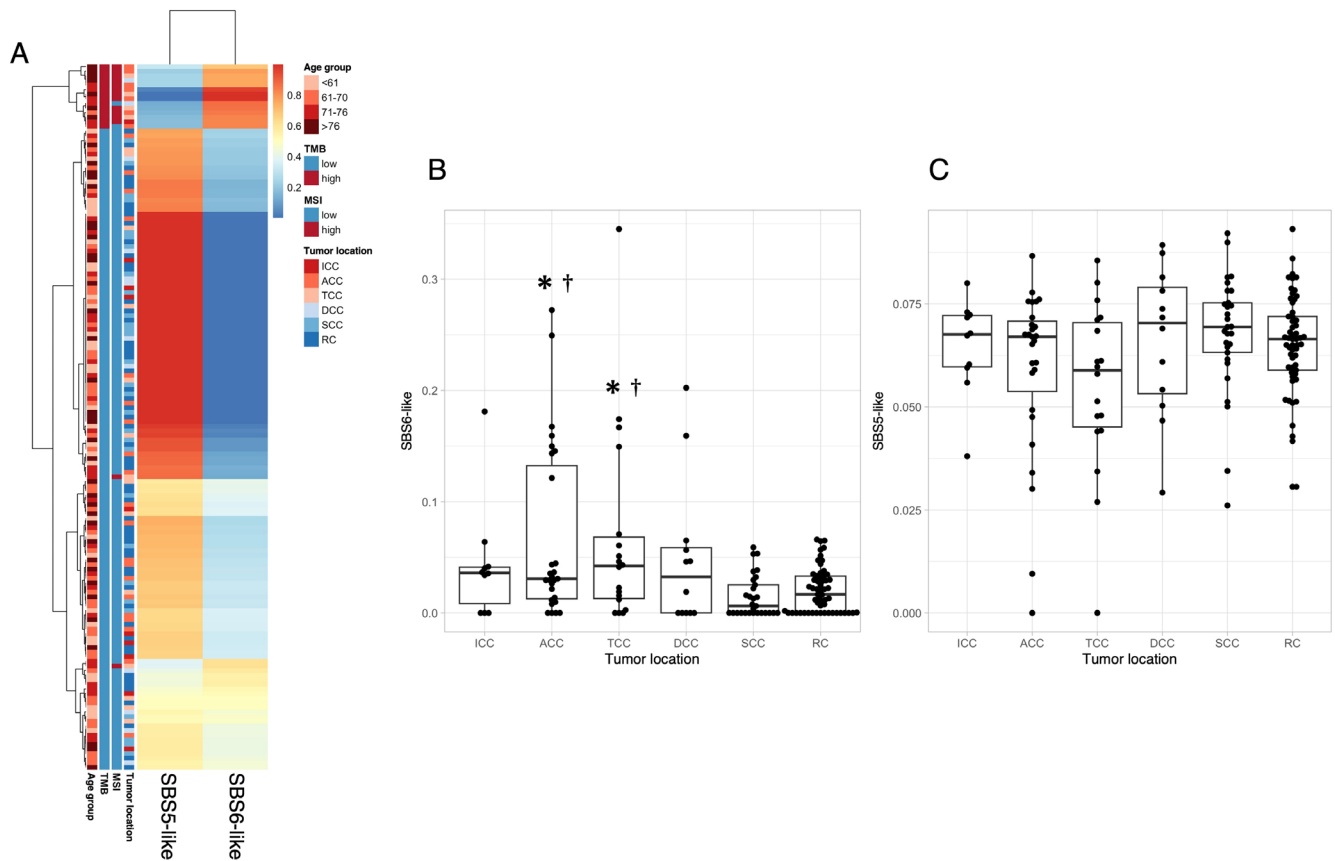 A
Age group
<61
61-70
71-76
>76
TMB
low
high
MSI
low
high
Tumor location
ICC
ACC
TCC
DCC
SCC
RC
0.8
0.6
0.4
0.2
Age group
TMB
MSI
Tumor location
SBS5-like
SBS6-like
B
SBS6-like
0.3
0.2
0.1
0.0
* †
* †
ICC ACC TCC DCC SCC RC
Tumor location
C
SBS5-like
0.075
0.050
0.025
0.000
ICC ACC TCC DCC SCC RC
Tumor location